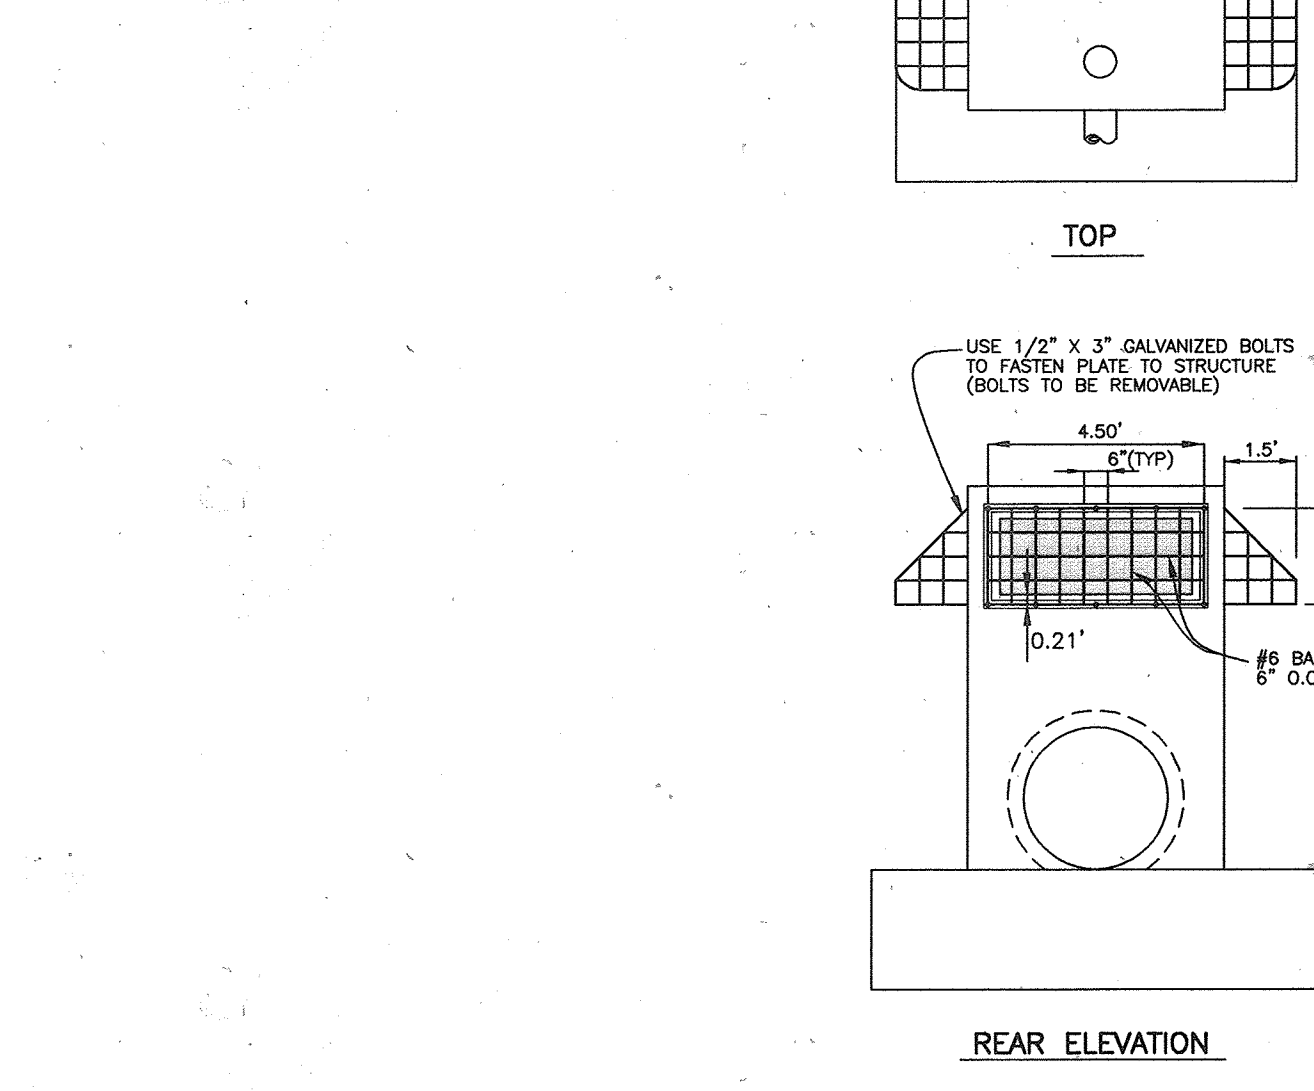 TOP
USE 1/2" X 3" GALVANIZED BOLTS
TO FASTEN PLATE TO STRUCTURE
(BOLTS TO BE REMOVABLE)
4.50'
6"(TYP)
1.5'
0.21'
#6 BA
6" O.C
REAR ELEVATION